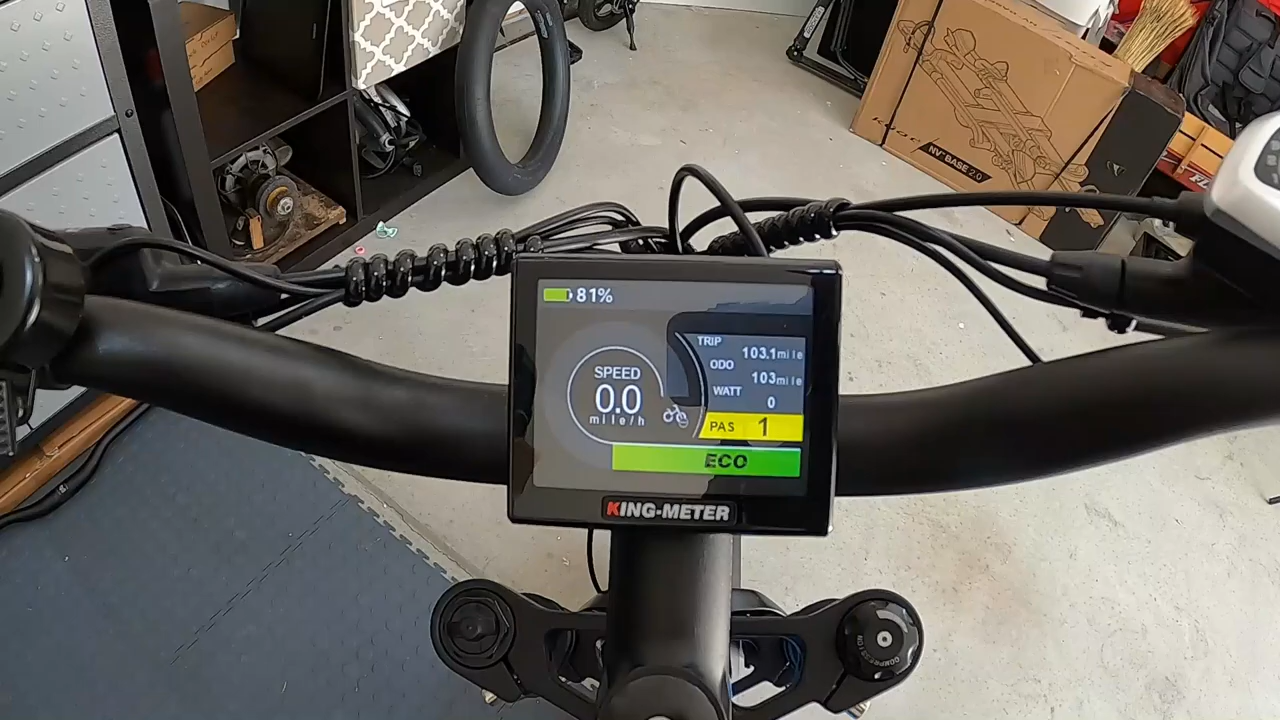 81%
TRIP
103.1mile
ODO
103mile
WATT
0
SPEED
0.0
mile/h
PAS 1
ECO
KING-METER
NV BASE 2.0